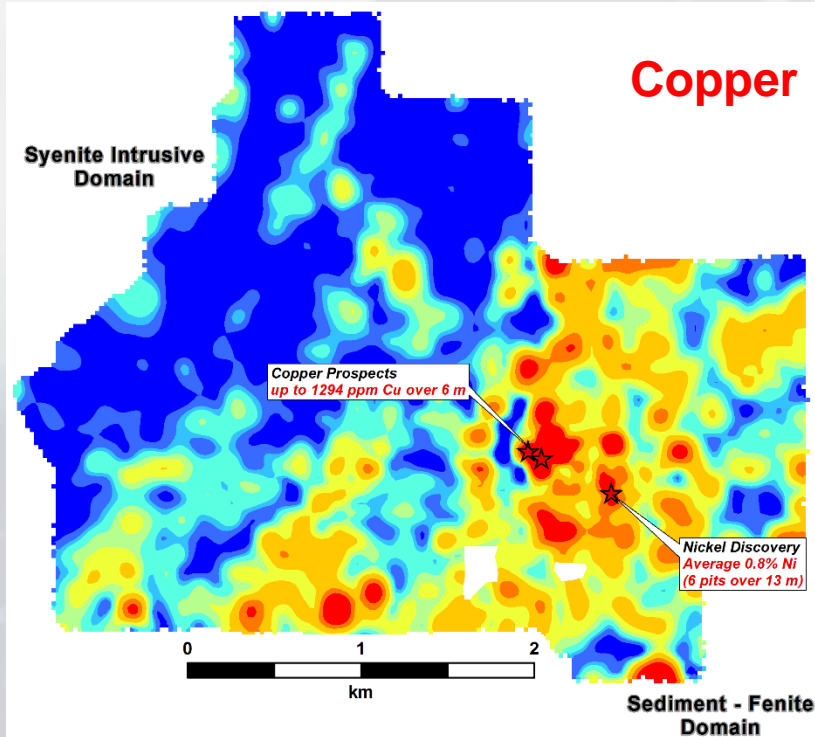 Copper
Syenite Intrusive
Domain
Copper Prospects
up to 1294 ppm Cu over 6 m
Nickel Discovery
Average 0.8% Ni
(6 pits over 13 m)
0 1 2
km
Sediment - Fenite
Domain